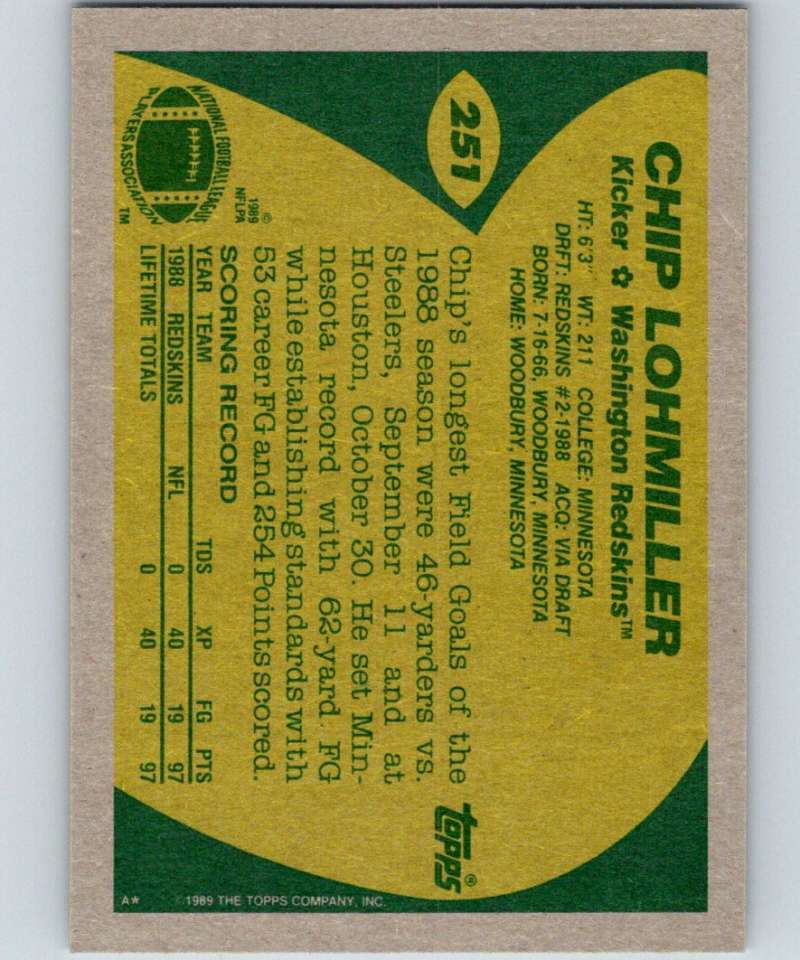 251
CHIP LOHMILLER
Kicker ✿ Washington Redskins™
HT: 6'3" WT: 211 COLLEGE: MINNESOTA
DRFT: REDSKINS #2-1988 ACQ: VIA DRAFT
BORN: 7-16-66, WOODBURY, MINNESOTA
HOME: WOODBURY, MINNESOTA
Chip's longest Field Goals of the
1988 season were 46-yarders vs.
Steelers, September 11 and at
Houston, October 30. He set Min-
nesota record with 62-yard FG
while establishing standards with
53 career FG and 254 Points scored.
topps®
NATIONAL FOOTBALL LEAGUE
PLAYERS ASSOCIATION
TM
©
1989
NFLPA
SCORING RECORD
YEAR TEAM TDS XP FG PTS
1988 REDSKINS NFL 0 40 19 97
LIFETIME TOTALS 0 40 19 97
A* ©1989 THE TOPPS COMPANY, INC.